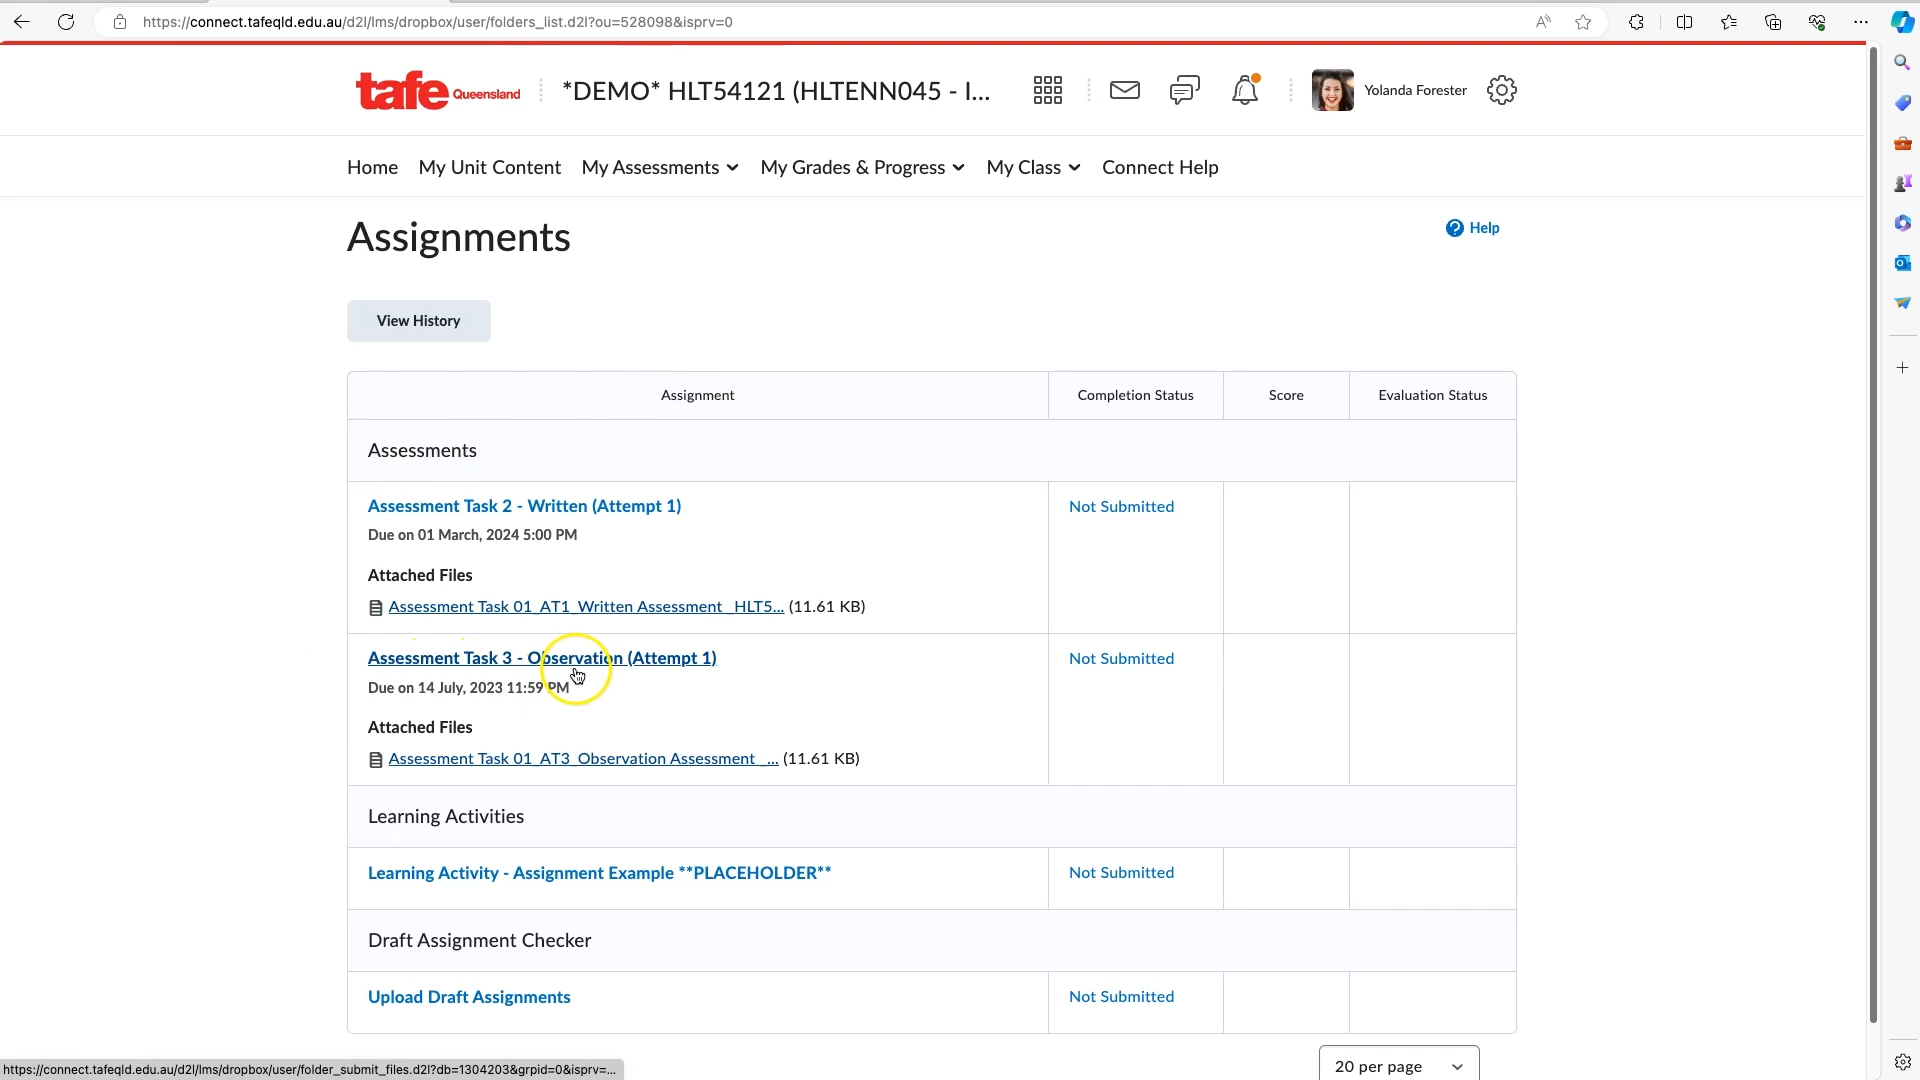 https://connect.tafeqld.edu.au/d2l/lms/dropbox/user/folders_list.d2l?ou=528098&isprv=0
tafe Queensland
*DEMO* HLT54121 (HLTENN045 - I...
Yolanda Forester
Home My Unit Content My Assessments My Grades & Progress My Class Connect Help
Assignments
Help
View History
Assignment Completion Status Score Evaluation Status
Assessments
Assessment Task 2 - Written (Attempt 1) Not Submitted
Due on 01 March, 2024 5:00 PM
Attached Files
Assessment Task 01_AT1_Written Assessment _HLT5... (11.61 KB)
Assessment Task 3 - Observation (Attempt 1) Not Submitted
Due on 14 July, 2023 11:59 PM
Attached Files
Assessment Task 01_AT3_Observation Assessment _... (11.61 KB)
Learning Activities
Learning Activity - Assignment Example **PLACEHOLDER** Not Submitted
Draft Assignment Checker
Upload Draft Assignments Not Submitted
20 per page
https://connect.tafeqld.edu.au/d2l/lms/dropbox/user/folder_submit_files.d2l?db=1304203&grpid=0&isprv=...